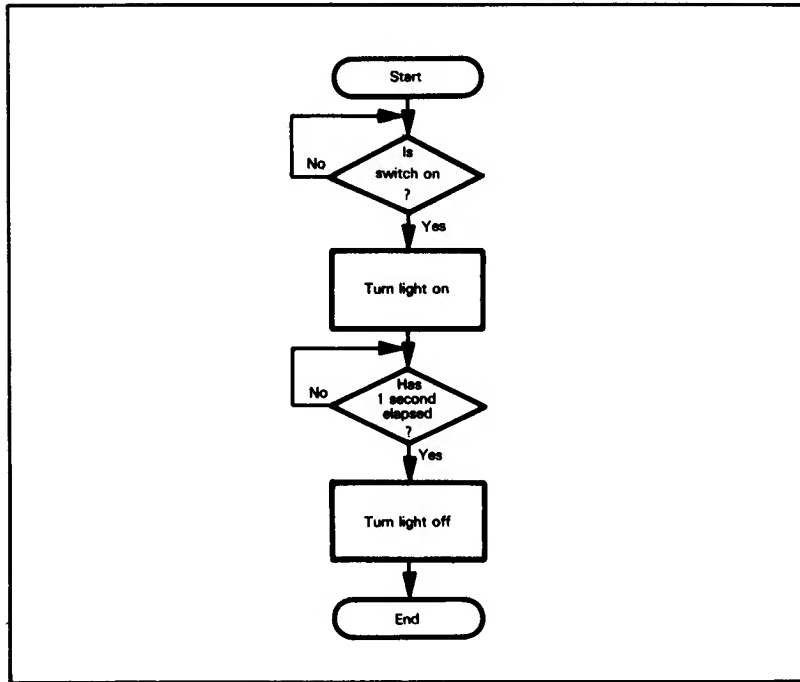 Start
Is
switch on
?
No
Yes
Turn light on
Has
1 second
elapsed
?
No
Yes
Turn light off
End